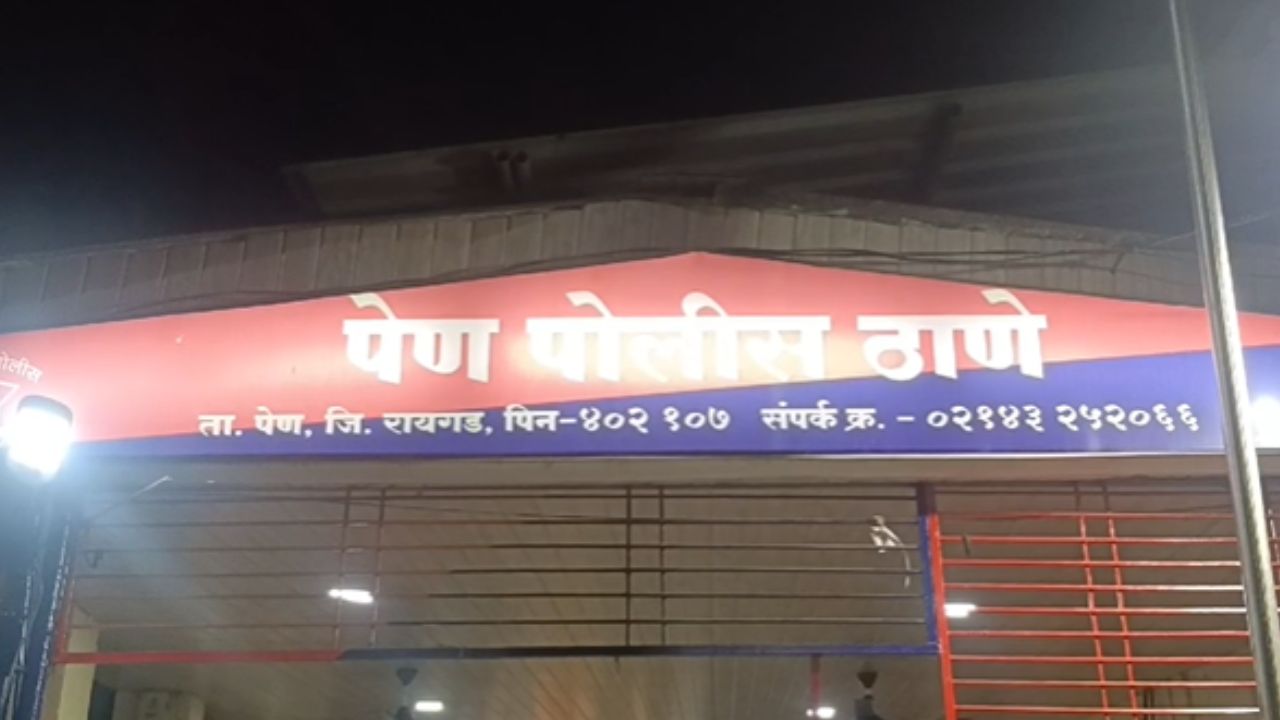 पेण पोलीस ठाणे
ता. पेण, जि. रायगड, पिन-४०२ १०७ संपर्क क्र. - ०२१४३ २५२०६६
पोलीस